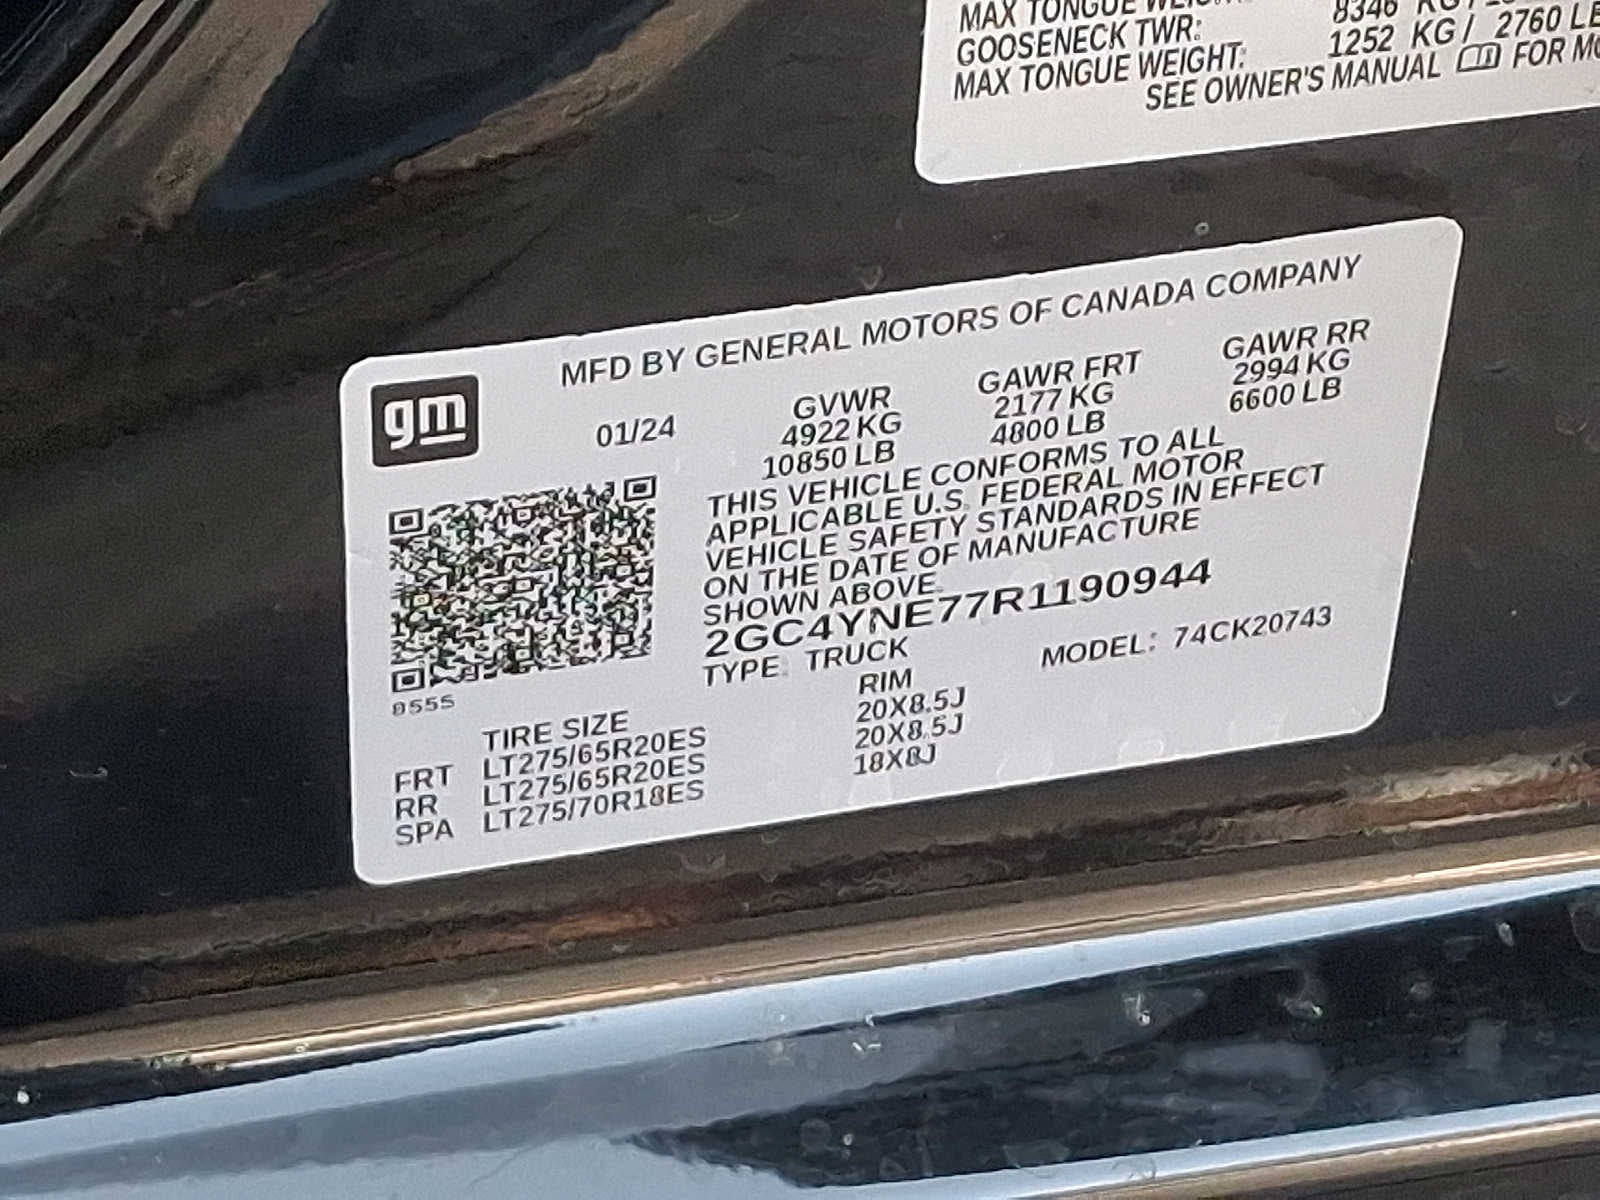 MAX TONGUE
GOOSENECK TWR: 8346 KG /
MAX TONGUE WEIGHT: 1252 KG / 2760 LB
SEE OWNER'S MANUAL FOR
MFD BY GENERAL MOTORS OF CANADA COMPANY
gm
01/24 GVWR GAWR FRT GAWR RR
4922 KG 2177 KG 2994 KG
10850 LB 4800 LB 6600 LB
THIS VEHICLE CONFORMS TO ALL
APPLICABLE U.S. FEDERAL MOTOR
VEHICLE SAFETY STANDARDS IN EFFECT
ON THE DATE OF MANUFACTURE
SHOWN ABOVE.
2GC4YNE77R1190944
TYPE: TRUCK MODEL: 74CK20743
0555
TIRE SIZE RIM
FRT LT275/65R20ES 20X8.5J
RR LT275/65R20ES 20X8.5J
SPA LT275/70R18ES 18X8J